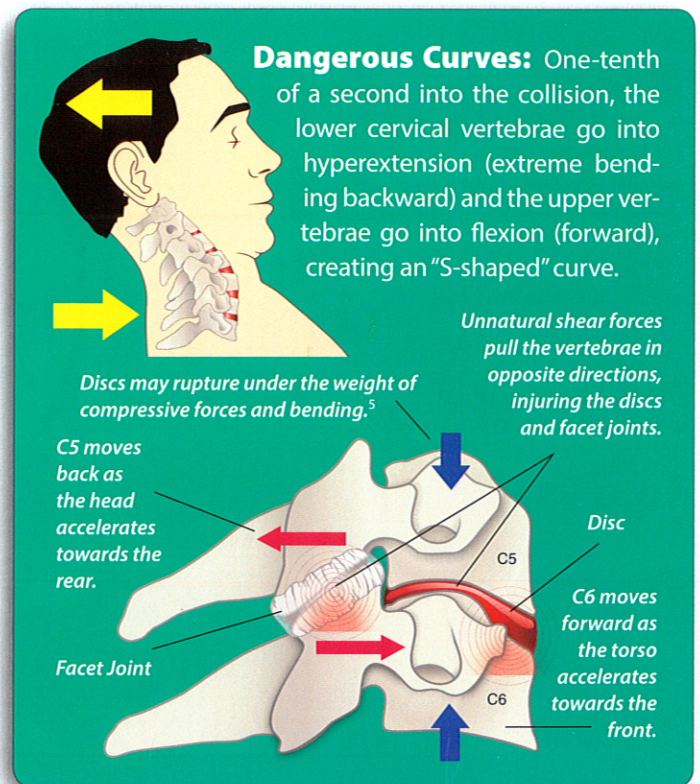 Dangerous Curves: One-tenth
of a second into the collision, the
lower cervical vertebrae go into
hyperextension (extreme bend-
ing backward) and the upper ver-
tebrae go into flexion (forward),
creating an “S-shaped” curve.
Unnatural shear forces
pull the vertebrae in
opposite directions,
injuring the discs
and facet joints.
Discs may rupture under the weight of
compressive forces and bending.5
C5 moves
back as
the head
accelerates
towards the
rear.
Disc
C5
C6 moves
forward as
the torso
accelerates
towards the
front.
Facet Joint
C6